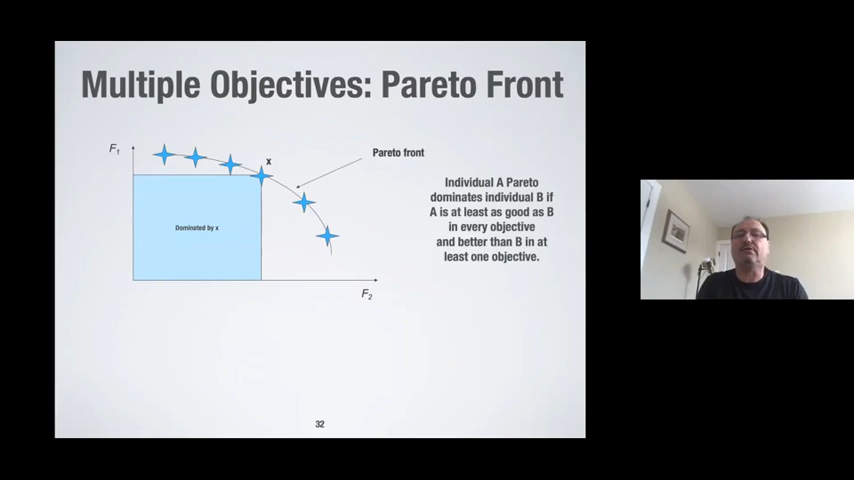 Multiple Objectives: Pareto Front
F1
x
Pareto front
Individual A Pareto
dominates individual B if
A is at least as good as B
in every objective
and better than B in at
least one objective.
Dominated by x
F2
32